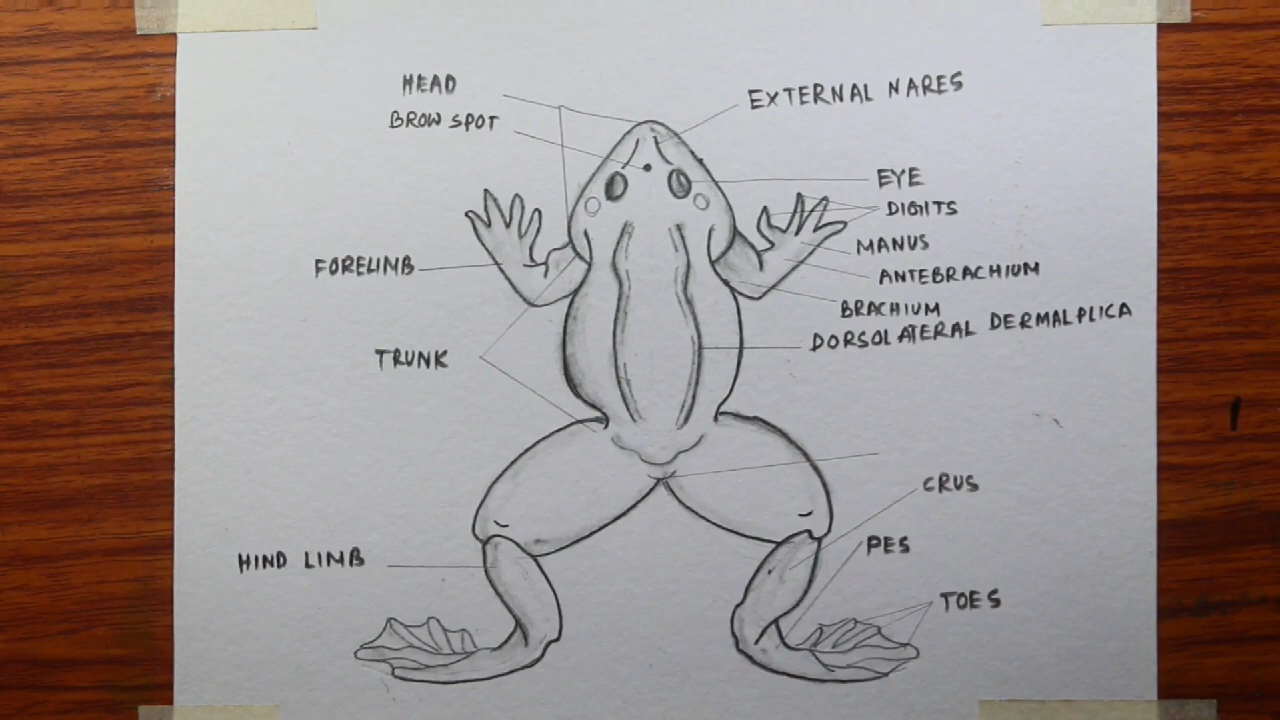 HEAD
BROW SPOT
EXTERNAL NARES
EYE
DIGITS
MANUS
FORELIMB
ANTEBRACHIUM
BRACHIUM
DORSOLATERAL DERMALPLICA
TRUNK
CRUS
PES
HIND LIMB
TOES